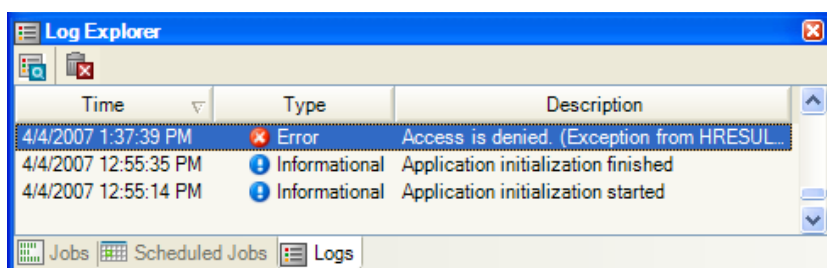 Log Explorer
Time Type Description
4/4/2007 1:37:39 PM Error Access is denied. (Exception from HRESUL...
4/4/2007 12:55:35 PM Informational Application initialization finished
4/4/2007 12:55:14 PM Informational Application initialization started
Jobs Scheduled Jobs Logs